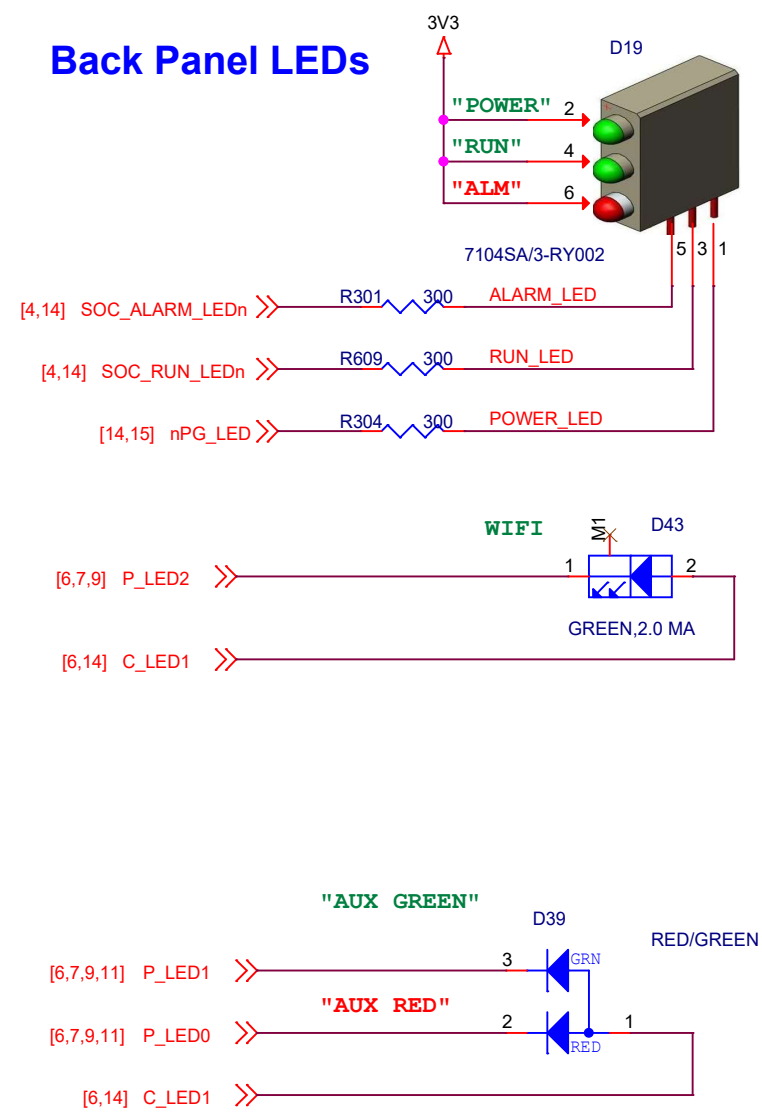 3V3
Back Panel LEDs
D19
"POWER" 2
"RUN" 4
"ALM" 6
7104SA/3-RY002
5 3 1
[4,14] SOC_ALARM_LEDn R301 300 ALARM_LED
[4,14] SOC_RUN_LEDn R609 300 RUN_LED
[14,15] nPG_LED R304 300 POWER_LED
WIFI M1 D43
[6,7,9] P_LED2 1 2
GREEN,2.0 MA
[6,14] C_LED1
"AUX GREEN"
D39
RED/GREEN
[6,7,9,11] P_LED1 3 GRN
"AUX RED"
[6,7,9,11] P_LED0 2 1
RED
[6,14] C_LED1